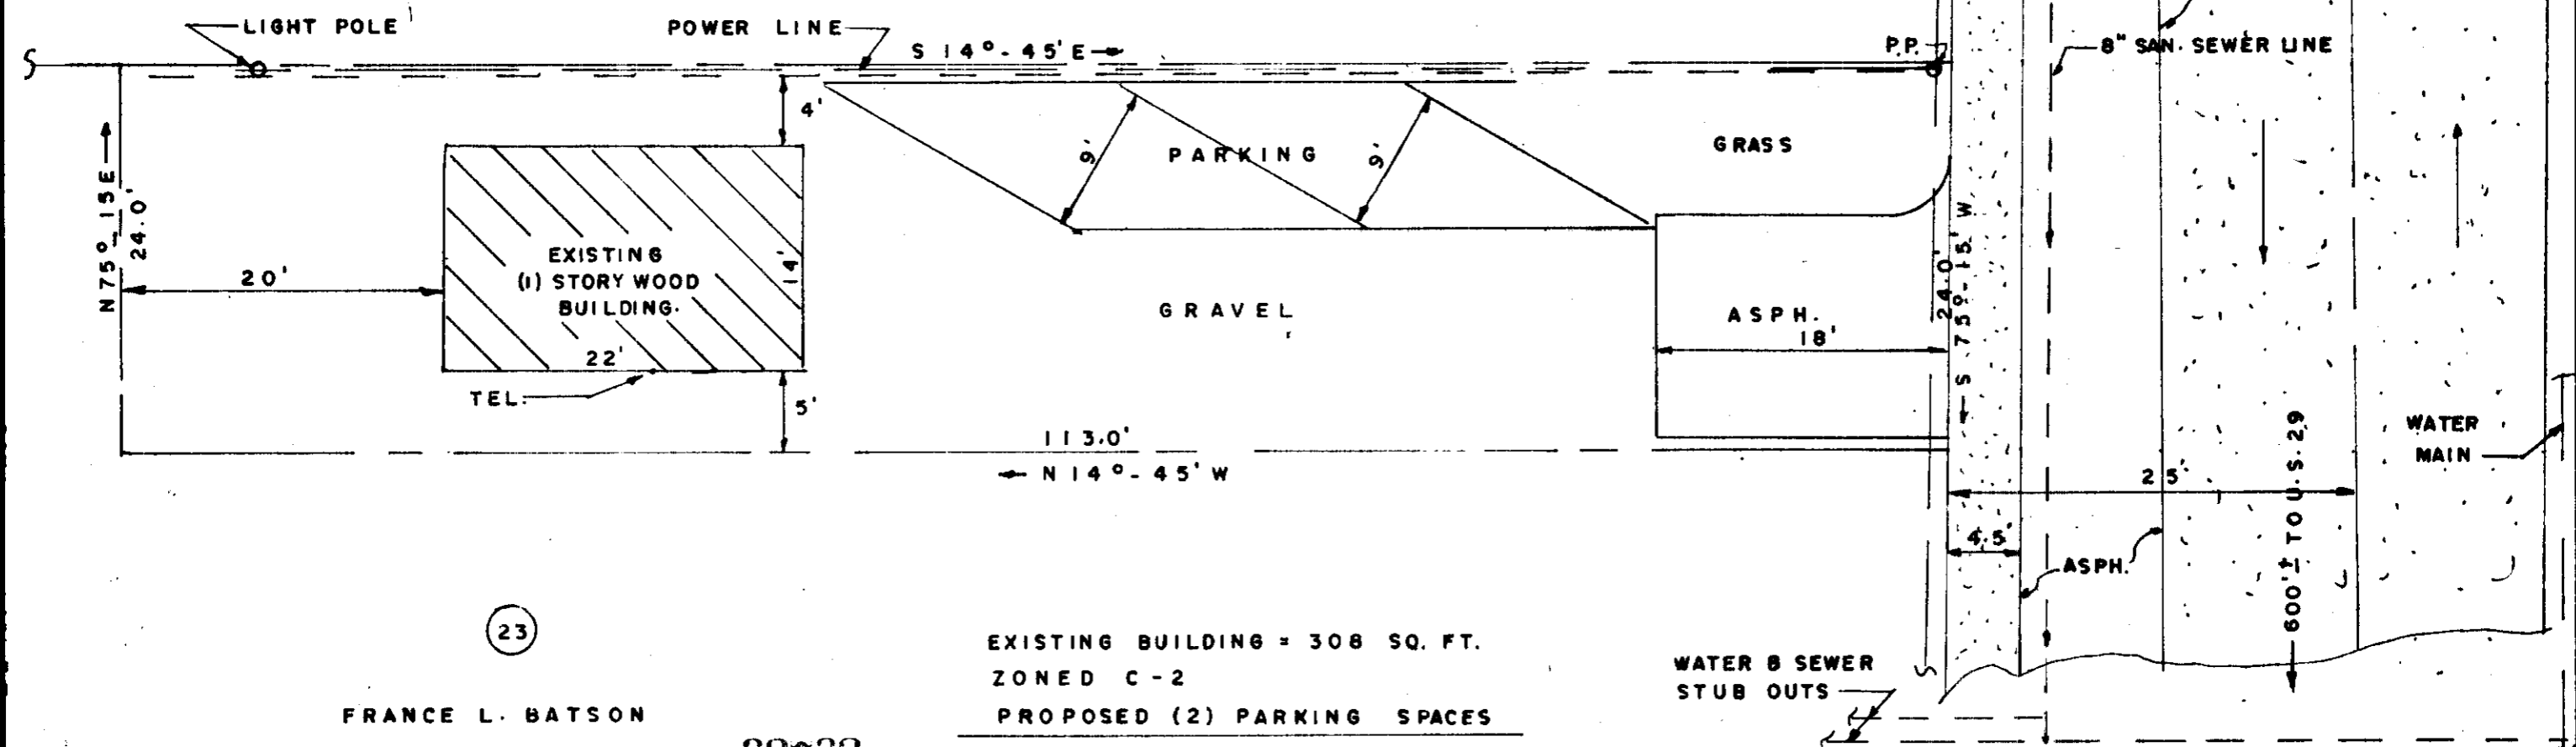 LIGHT POLE
POWER LINE
S 14°-45' E
P.P.
8" SAN. SEWER LINE
4'
9'
PARKING
9'
GRASS
N 75°-15 E
24.0'
20'
EXISTING
(1) STORY WOOD
BUILDING.
14'
22'
TEL.
5'
GRAVEL
ASPH.
18'
24.0'
S 75°-15' W
113.0'
N 14°-45' W
25'
4.5'
ASPH.
600'± TO U.S. 29
WATER
MAIN
23
FRANCE L. BATSON
EXISTING BUILDING = 308 SQ. FT.
ZONED C-2
PROPOSED (2) PARKING SPACES
WATER & SEWER
STUB OUTS